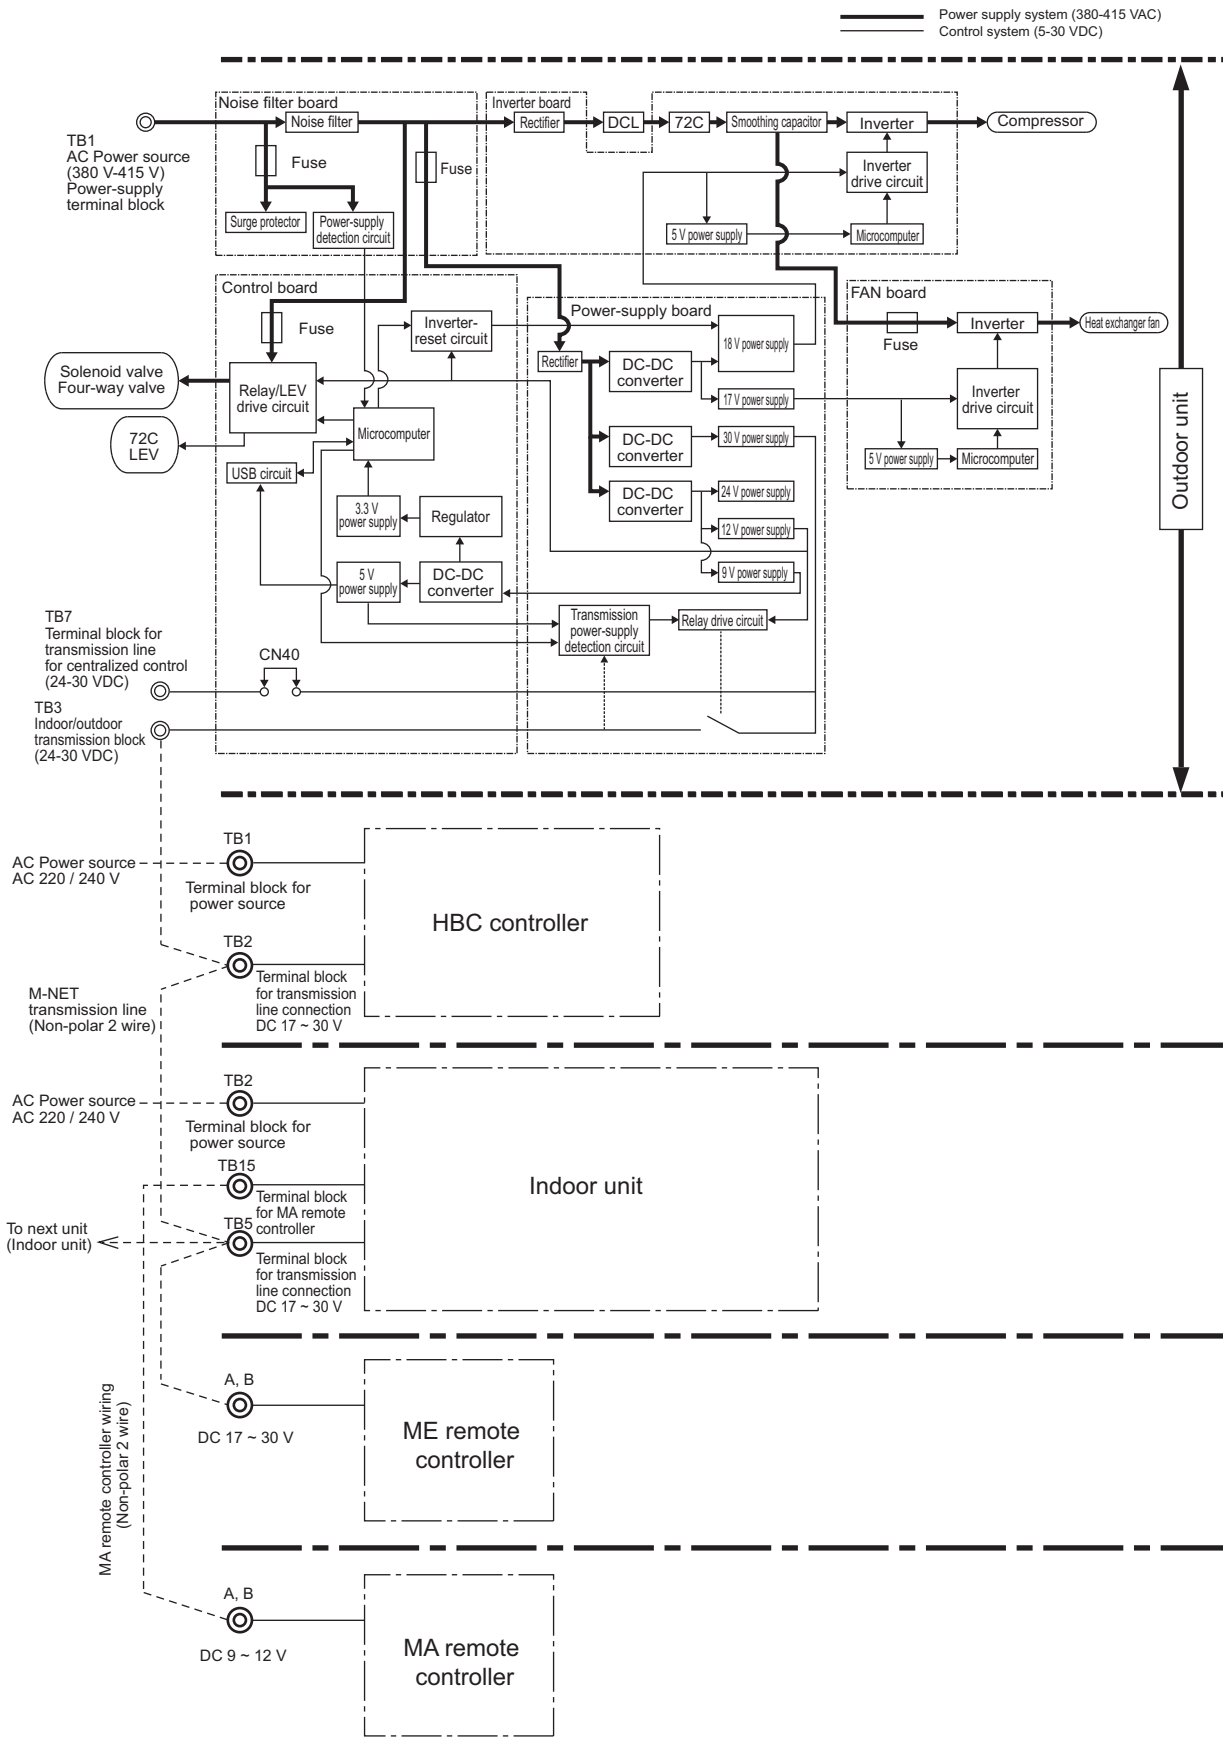 Power supply system (380-415 VAC)
Control system (5-30 VDC)
Noise filter board
Noise filter
Inverter board
Rectifier
DCL
72C
Smoothing capacitor
Inverter
Compressor
TB1
AC Power source
(380 V-415 V)
Power-supply
terminal block
Fuse
Fuse
Inverter
drive circuit
Surge protector
Power-supply
detection circuit
5 V power supply
Microcomputer
Control board
Fuse
Inverter-
reset circuit
Power-supply board
18 V power supply
FAN board
Fuse
Inverter
Heat exchanger fan
Rectifier
DC-DC
converter
17 V power supply
Inverter
drive circuit
Solenoid valve
Four-way valve
Relay/LEV
drive circuit
72C
LEV
Microcomputer
DC-DC
converter
30 V power supply
5 V power supply
Microcomputer
USB circuit
3.3 V
power supply
Regulator
DC-DC
converter
24 V power supply
12 V power supply
9 V power supply
5 V
power supply
DC-DC
converter
Transmission
power-supply
detection circuit
Relay drive circuit
Outdoor unit
TB7
Terminal block for
transmission line
for centralized control
(24-30 VDC)
CN40
TB3
Indoor/outdoor
transmission block
(24-30 VDC)
TB1
AC Power source
AC 220 / 240 V
Terminal block for
power source
HBC controller
TB2
Terminal block
for transmission
line connection
DC 17 ~ 30 V
M-NET
transmission line
(Non-polar 2 wire)
TB2
AC Power source
AC 220 / 240 V
Terminal block for
power source
TB15
Terminal block
for MA remote
controller
Indoor unit
To next unit
(Indoor unit)
TB5
Terminal block
for transmission
line connection
DC 17 ~ 30 V
MA remote controller wiring
(Non-polar 2 wire)
A, B
DC 17 ~ 30 V
ME remote
controller
A, B
DC 9 ~ 12 V
MA remote
controller